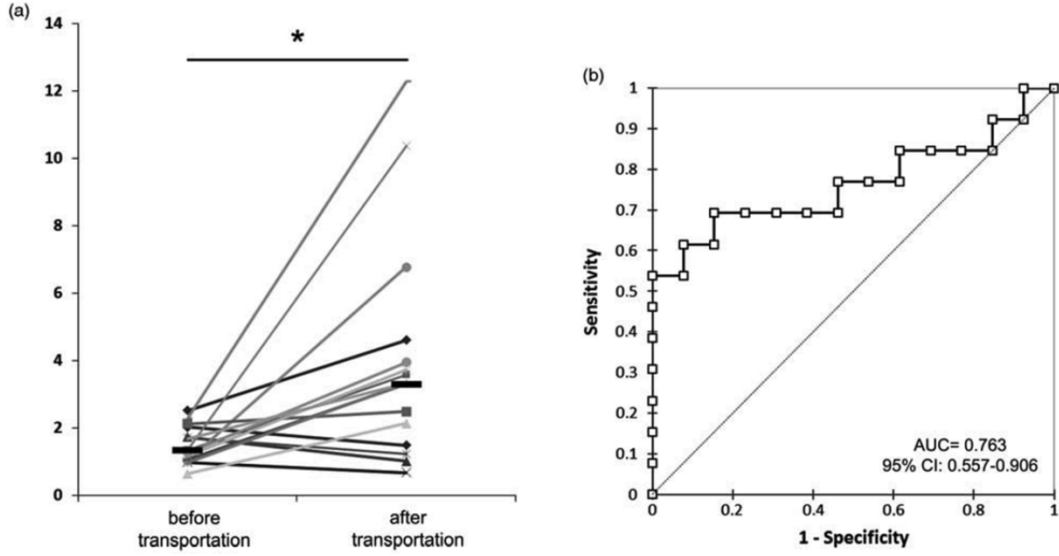 (a)
14
12
10
8
6
4
2
0
*
before
transportation
after
transportation
(b)
1
0.9
0.8
0.7
0.6
0.5
0.4
0.3
0.2
0.1
0
Sensitivity
AUC= 0.763
95% CI: 0.557-0.906
0 0.2 0.4 0.6 0.8 1
1 - Specificity